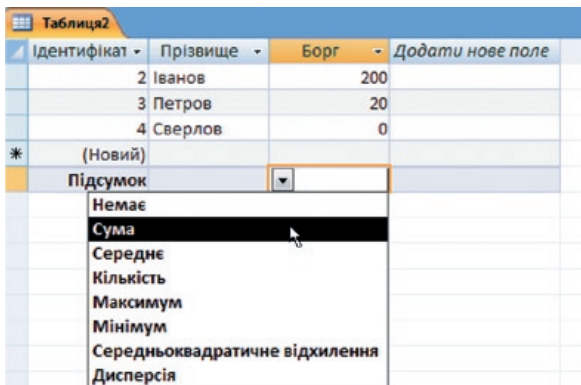 Таблиця2
Ідентифікат Прізвище Борг Додати нове поле
2 Іванов 200
3 Петров 20
4 Сверлов 0
* (Новий)
Підсумок
Немає
Сума
Середнє
Кількість
Максимум
Мінімум
Середньоквадратичне відхилення
Дисперсія